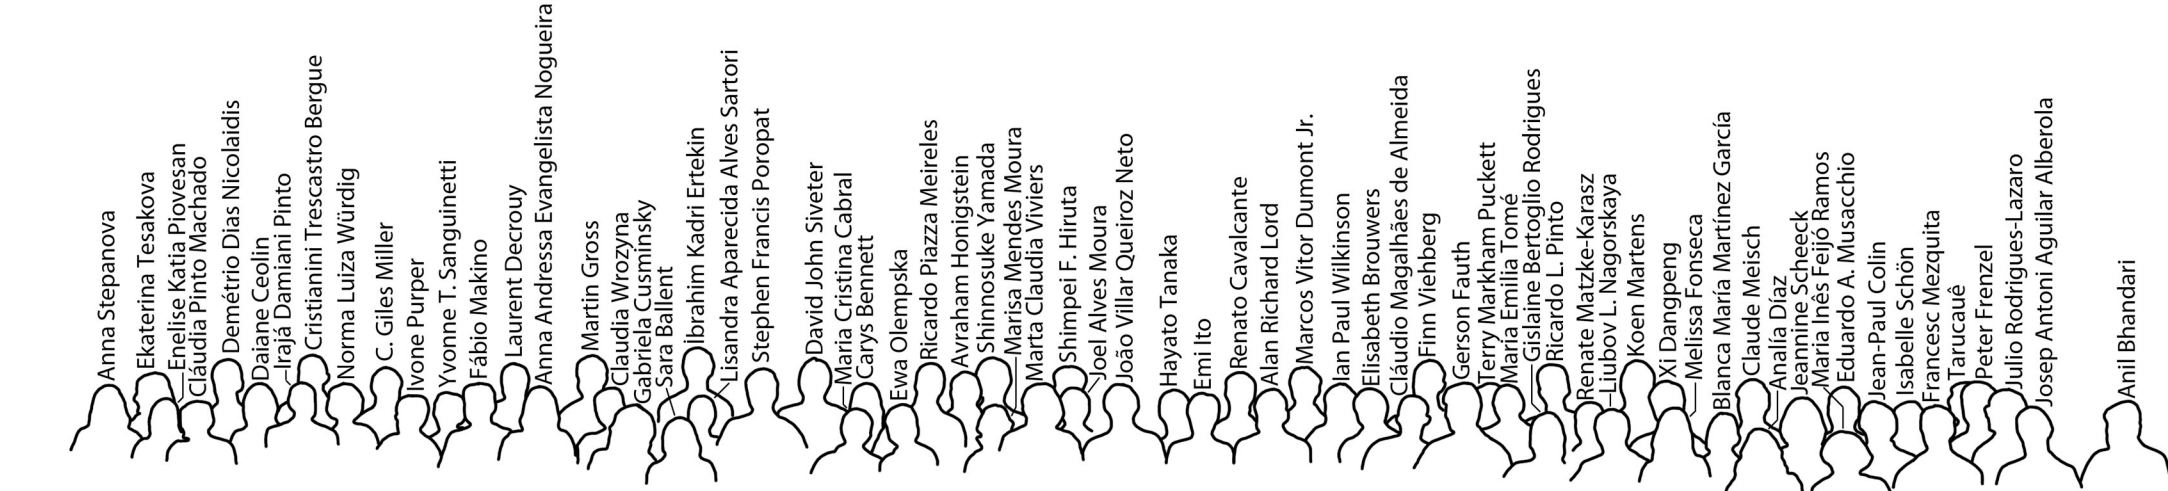 Anna Stepanova
Ekaterina Tesakova
Enelise Katia Piovesan
Cláudia Pinto Machado
Demétrio Dias Nicolaidis
Daiane Ceolin
Irajá Damiani Pinto
Cristianini Trescastro Bergue
Norma Luiza Würdig
C. Giles Miller
Ivone Purper
Yvonne T. Sanguinetti
Fábio Makino
Laurent Decrouy
Anna Andressa Evangelista Nogueira
Martin Gross
Claudia Wrozyna
Gabriela Cusminsky
Sara Ballent
Ibrahim Kadri Ertekin
Lisandra Aparecida Alves Sartori
Stephen Francis Poropat
David John Siveter
Maria Cristina Cabral
Carys Bennett
Ewa Olempska
Ricardo Piazza Meireles
Avraham Honigstein
Shinnosuke Yamada
Marisa Mendes Moura
Marta Claudia Viviers
Shimpei F. Hiruta
Joel Alves Moura
João Villar Queiroz Neto
Hayato Tanaka
Emi Ito
Renato Cavalcante
Alan Richard Lord
Marcos Vitor Dumont Jr.
Ian Paul Wilkinson
Elisabeth Brouwers
Cláudio Magalhães de Almeida
Finn Viehberg
Gerson Fauth
Terry Markham Puckett
Maria Emilia Tomé
Gislaine Bertoglio Rodrigues
Ricardo L. Pinto
Renate Matzke-Karasz
Liubov L. Nagorskaya
Koen Martens
Xi Dangpeng
Melissa Fonseca
Blanca María Martínez García
Claude Meisch
Analía Díaz
Jeannine Scheeck
Maria Inês Feijó Ramos
Eduardo A. Musacchio
Jean-Paul Colin
Isabelle Schön
Francesc Mezquita
Tarucauê
Peter Frenzel
Julio Rodrigues-Lazaro
Josep Antoni Aguilar Alberola
Anil Bhandari